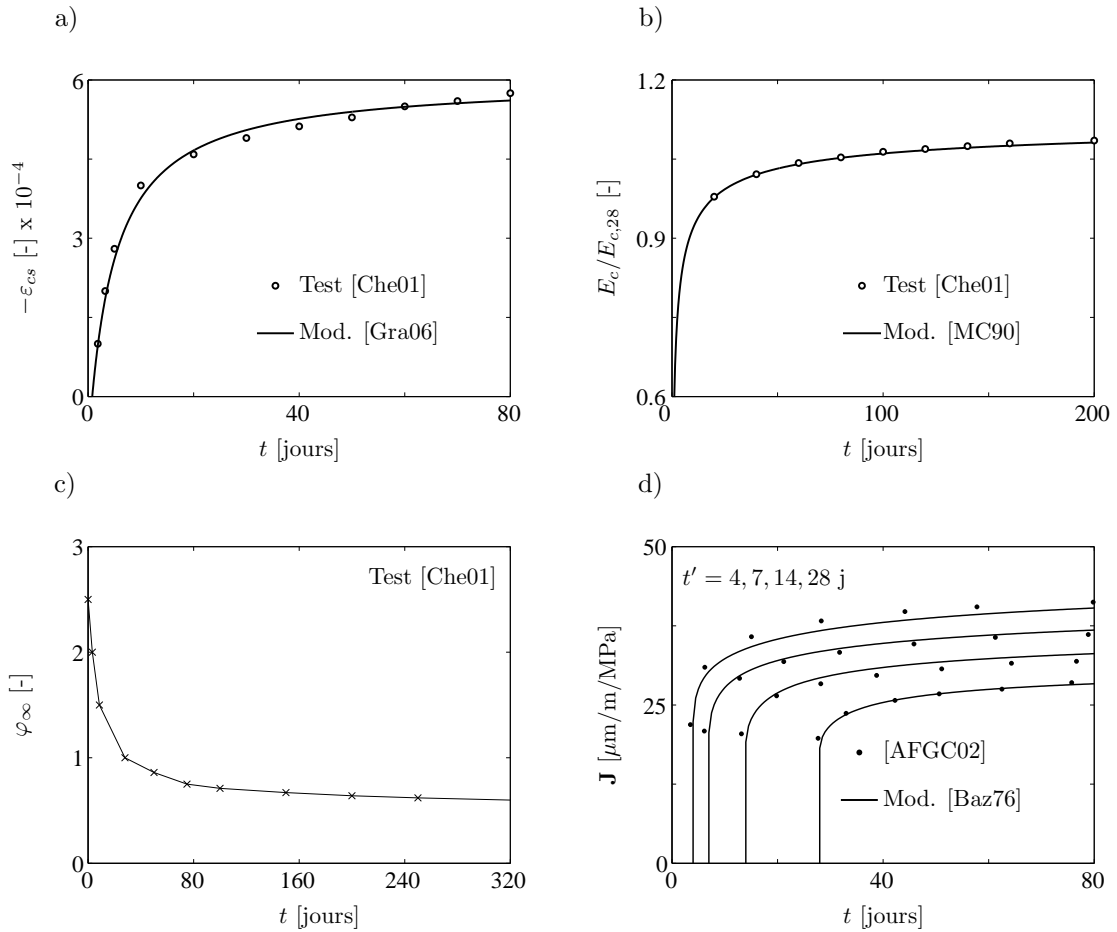 a)
6
3
0
0
40
80
−ε_cs [-] x 10⁻⁴
t [jours]
Test [Che01]
Mod. [Gra06]
b)
1.2
0.9
0.6
0
100
200
E_c/E_c,28 [-]
t [jours]
Test [Che01]
Mod. [MC90]
c)
3
2
1
0
0
80
160
240
320
φ_∞ [-]
t [jours]
Test [Che01]
d)
50
25
0
0
40
80
J [μm/m/MPa]
t [jours]
t′ = 4, 7, 14, 28 j
[AFGC02]
Mod. [Baz76]